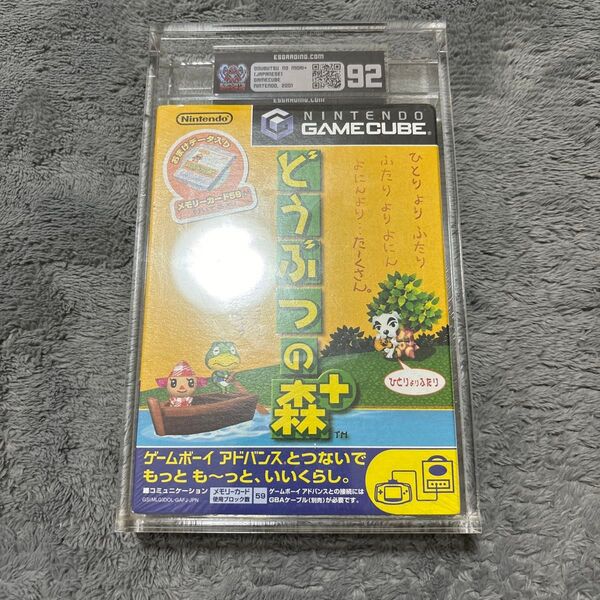 EGGRADING.COM
DOUBUTSU NO MORI+
[JAPANESE]
GAMECUBE
NINTENDO, 2001
92
EGGRADING.COM
Nintendo
NINTENDO
GAMECUBE
おまけデータ入り
メモリーカード59
ひとりよりふたり
ふたりよりよにん
よにんより‥た〜くさん。
どうぶつの森+
TM
ひとりよりふたり
ゲームボーイ アドバンスとつないで
もっと も〜っと、いいくらし。
■コミュニケーション
メモリーカード
使用ブロック数
59
ゲームボーイ アドバンスとの接続には
GBAケーブル(別売)が必要です。